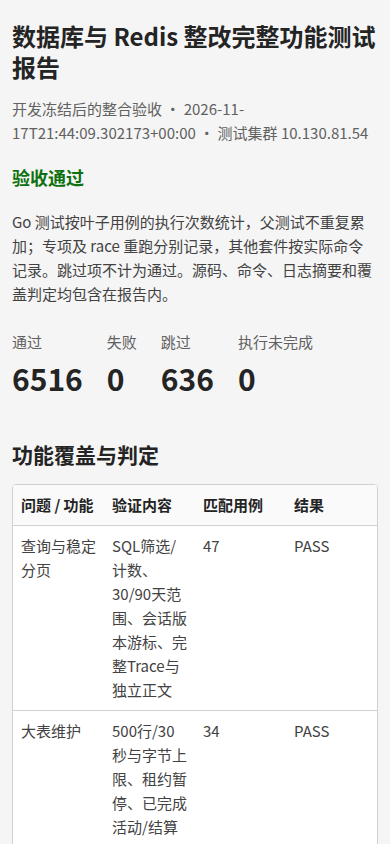 数据库与 Redis 整改完整功能测试
报告
开发冻结后的整合验收 · 2026-11-
17T21:44:09.302173+00:00 · 测试集群 10.130.81.54
验收通过
Go 测试按叶子用例的执行次数统计，父测试不重复累
加；专项及 race 重跑分别记录，其他套件按实际命令
记录。跳过项不计为通过。源码、命令、日志摘要和覆
盖判定均包含在报告内。
通过 失败 跳过 执行未完成
6516 0 636 0
功能覆盖与判定
问题 / 功能 验证内容 匹配用例 结果
查询与稳定 SQL筛选/ 47 PASS
分页 计数、
30/90天范
围、会话版
本游标、完
整Trace与
独立正文
大表维护 500行/30 34 PASS
秒与字节上
限、租约暂
停、已完成
活动/结算